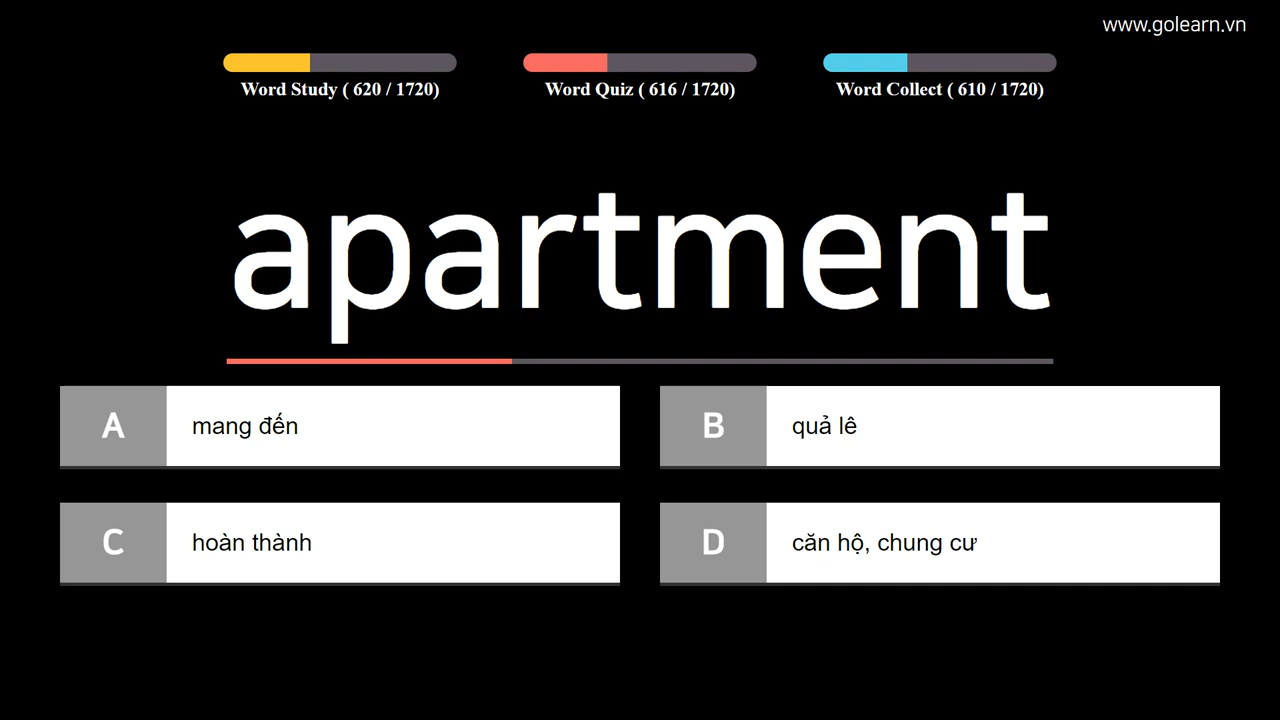 www.golearn.vn
Word Study ( 620 / 1720)
Word Quiz ( 616 / 1720)
Word Collect ( 610 / 1720)
apartment
A mang đến
B quả lê
C hoàn thành
D căn hộ, chung cư